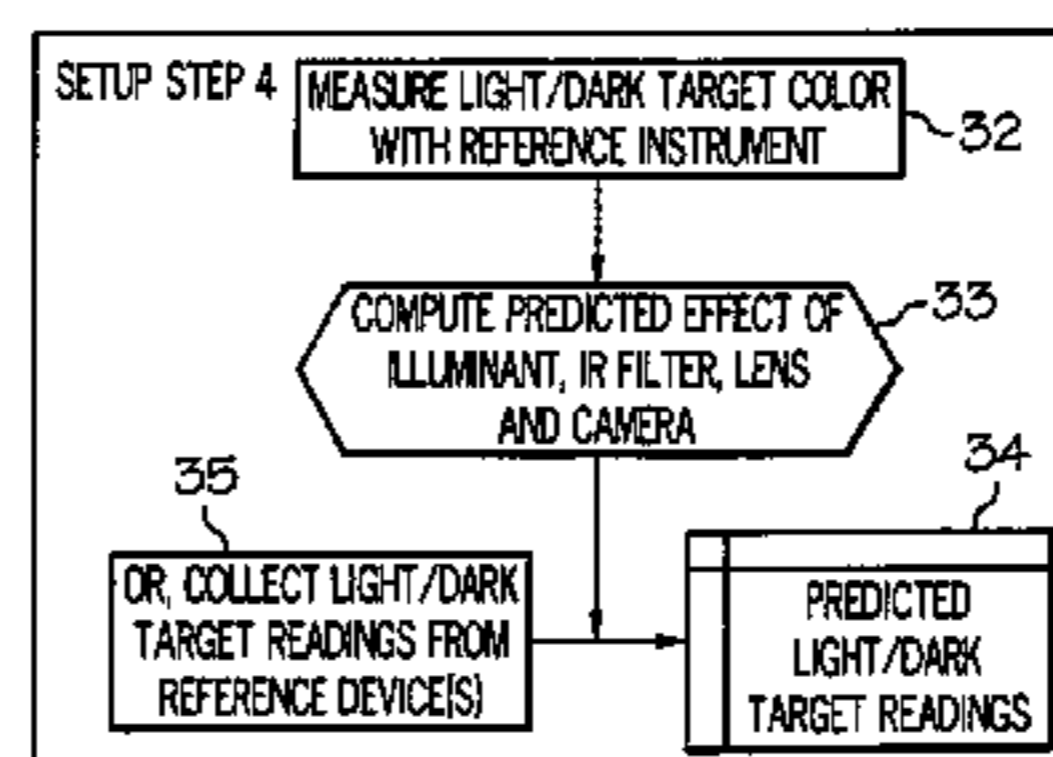 SETUP STEP 4
MEASURE LIGHT/DARK TARGET COLOR
WITH REFERENCE INSTRUMENT
32
COMPUTE PREDICTED EFFECT OF
ILLUMINANT, IR FILTER, LENS
AND CAMERA
33
35
OR, COLLECT LIGHT/DARK
TARGET READINGS FROM
REFERENCE DEVICE(S)
34
PREDICTED
LIGHT/DARK
TARGET READINGS